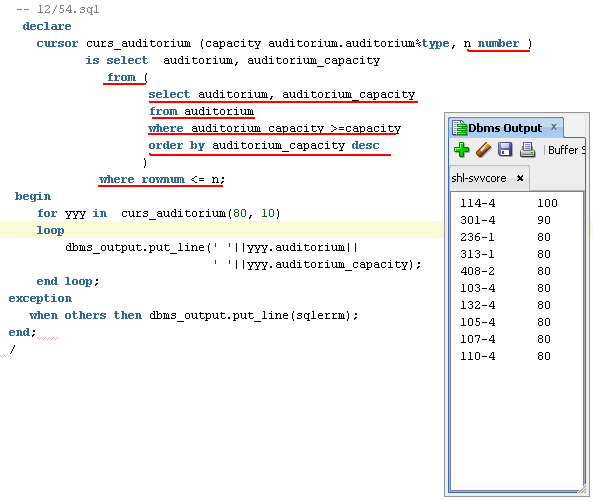 -- 12/54.sql
declare
cursor curs_auditorium (capacity auditorium.auditorium%type, n number )
is select auditorium, auditorium_capacity
from (
select auditorium, auditorium_capacity
from auditorium
where auditorium_capacity >=capacity
order by auditorium_capacity desc
)
where rownum <= n;
begin
for yyy in curs_auditorium(80, 10)
loop
dbms_output.put_line(' '||yyy.auditorium||
' '||yyy.auditorium_capacity);
end loop;
exception
when others then dbms_output.put_line(sqlerrm);
end;
/
Dbms Output x
Buffer S
shl-svvcore ×
114-4 100
301-4 90
236-1 80
313-1 80
408-2 80
103-4 80
132-4 80
105-4 80
107-4 80
110-4 80